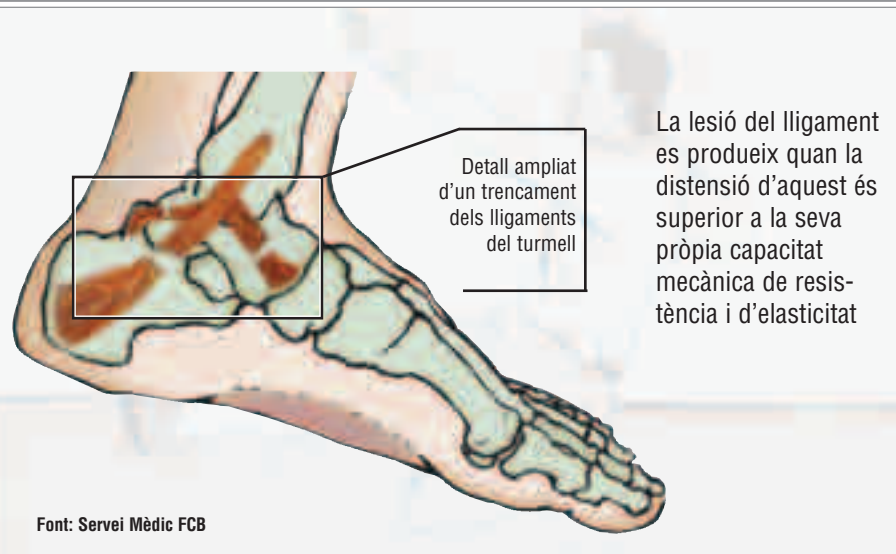 Detall ampliat
d'un trencament
dels lligaments
del turmell
La lesió del lligament
es produeix quan la
distensió d'aquest és
superior a la seva
pròpia capacitat
mecànica de resis-
tència i d'elasticitat
Font: Servei Mèdic FCB